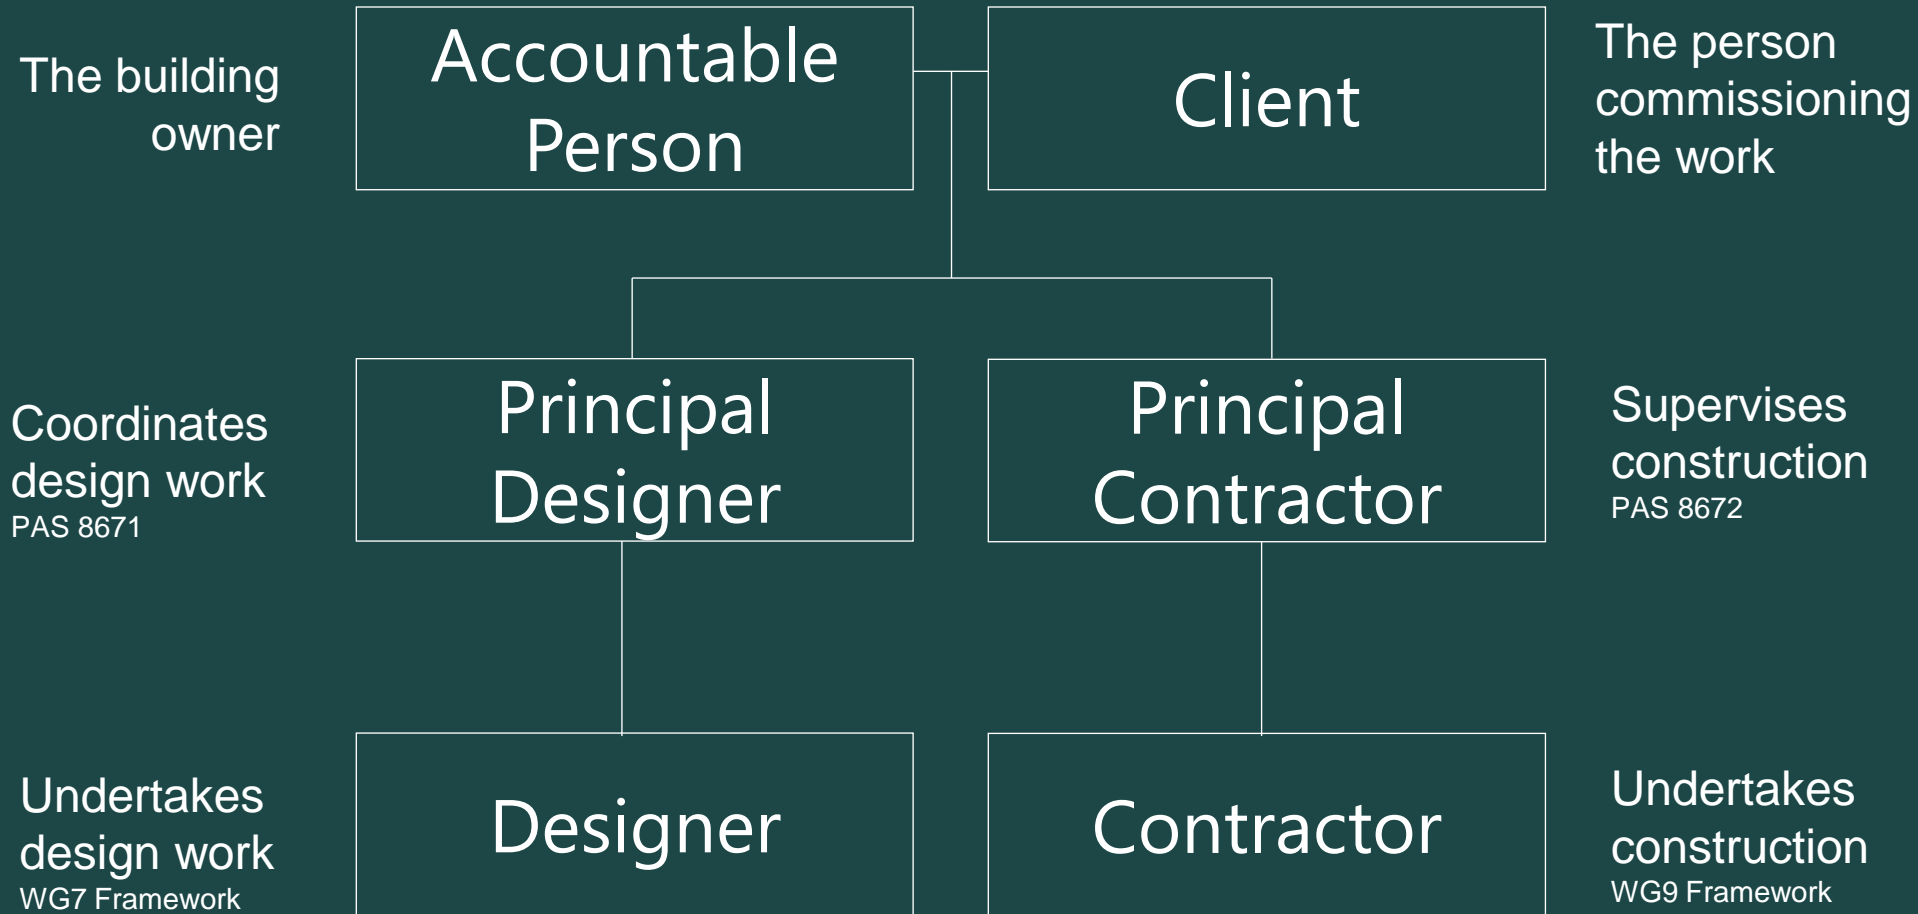 The building
owner
Accountable
Person
Client
The person
commissioning
the work
Coordinates
design work
PAS 8671
Principal
Designer
Principal
Contractor
Supervises
construction
PAS 8672
Undertakes
design work
WG7 Framework
Designer
Contractor
Undertakes
construction
WG9 Framework